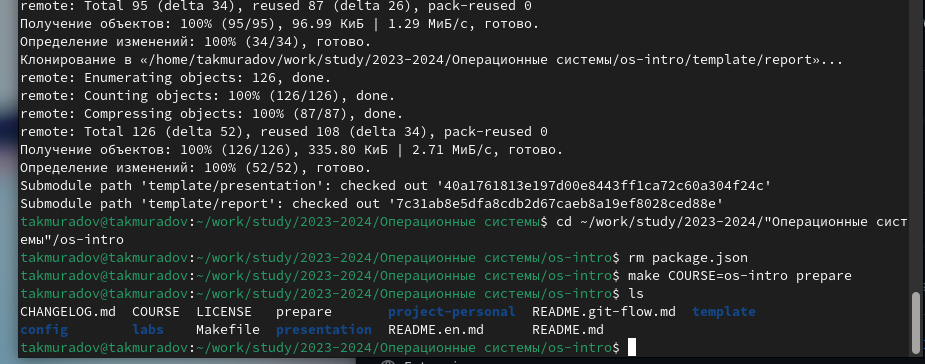 remote: Total 95 (delta 34), reused 87 (delta 26), pack-reused 0
Получение объектов: 100% (95/95), 96.99 КиБ | 1.29 МиБ/с, готово.
Определение изменений: 100% (34/34), готово.
Клонирование в «/home/takmuradov/work/study/2023-2024/Операционные системы/os-intro/template/report»...
remote: Enumerating objects: 126, done.
remote: Counting objects: 100% (126/126), done.
remote: Compressing objects: 100% (87/87), done.
remote: Total 126 (delta 52), reused 108 (delta 34), pack-reused 0
Получение объектов: 100% (126/126), 335.80 КиБ | 2.71 МиБ/с, готово.
Определение изменений: 100% (52/52), готово.
Submodule path 'template/presentation': checked out '40a1761813e197d00e8443ff1ca72c60a304f24c'
Submodule path 'template/report': checked out '7c31ab8e5dfa8cdb2d67caeb8a19ef8028ced88e'
takmuradov@takmuradov:~/work/study/2023-2024/Операционные системы$ cd ~/work/study/2023-2024/"Операционные сист
емы"/os-intro
takmuradov@takmuradov:~/work/study/2023-2024/Операционные системы/os-intro$ rm package.json
takmuradov@takmuradov:~/work/study/2023-2024/Операционные системы/os-intro$ make COURSE=os-intro prepare
takmuradov@takmuradov:~/work/study/2023-2024/Операционные системы/os-intro$ ls
CHANGELOG.md COURSE LICENSE prepare project-personal README.git-flow.md template
config labs Makefile presentation README.en.md README.md
takmuradov@takmuradov:~/work/study/2023-2024/Операционные системы/os-intro$